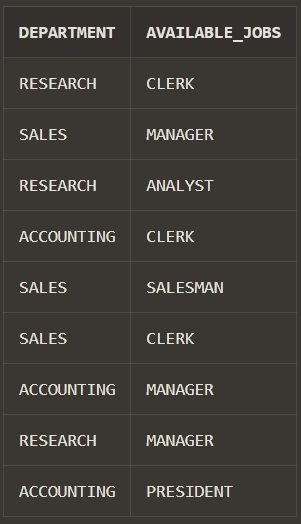 DEPARTMENT AVAILABLE_JOBS
RESEARCH CLERK
SALES MANAGER
RESEARCH ANALYST
ACCOUNTING CLERK
SALES SALESMAN
SALES CLERK
ACCOUNTING MANAGER
RESEARCH MANAGER
ACCOUNTING PRESIDENT